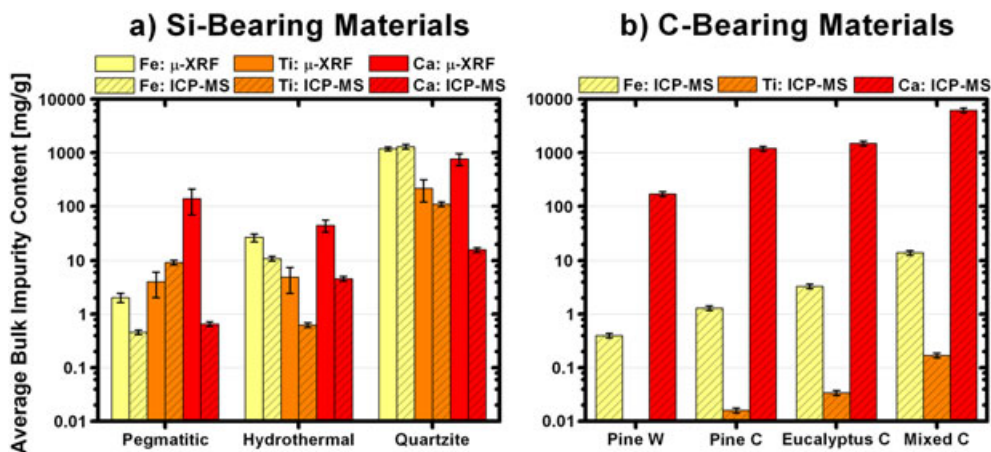 a) Si-Bearing Materials
Fe: μ-XRF Ti: μ-XRF Ca: μ-XRF
Fe: ICP-MS Ti: ICP-MS Ca: ICP-MS
Average Bulk Impurity Content [mg/g]
10000
1000
100
10
1
0.1
0.01
Pegmatitic Hydrothermal Quartzite
b) C-Bearing Materials
Fe: ICP-MS Ti: ICP-MS Ca: ICP-MS
10000
1000
100
10
1
0.1
0.01
Pine W Pine C Eucalyptus C Mixed C